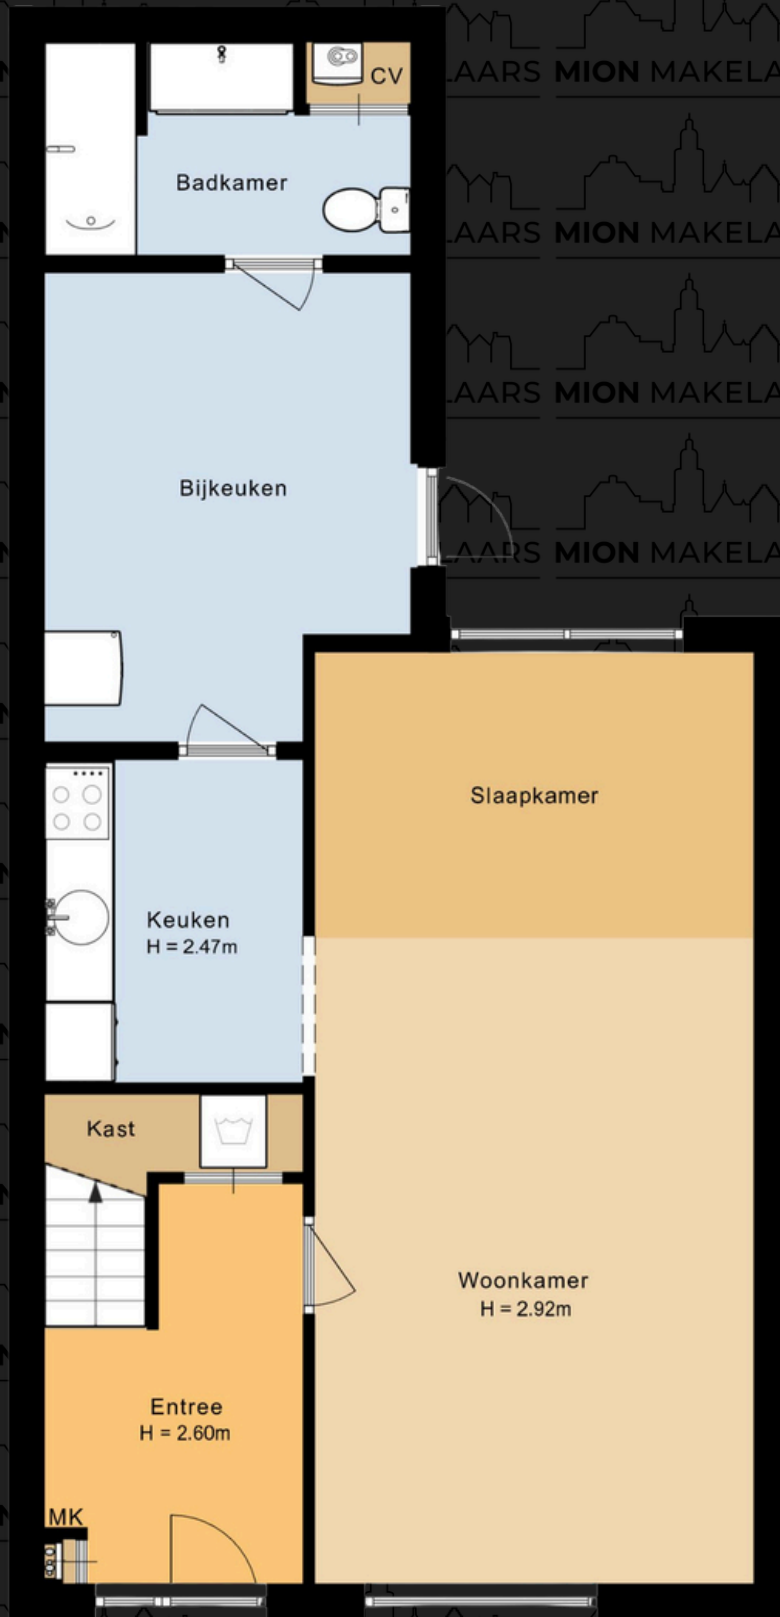 CV
LAARS MION MAKELA
Badkamer
LAARS MION MAKELA
LAARS MION MAKELA
Bijkeuken
LAARS MION MAKELA
Slaapkamer
Keuken
H = 2.47m
Kast
Woonkamer
H = 2.92m
Entree
H = 2.60m
MK